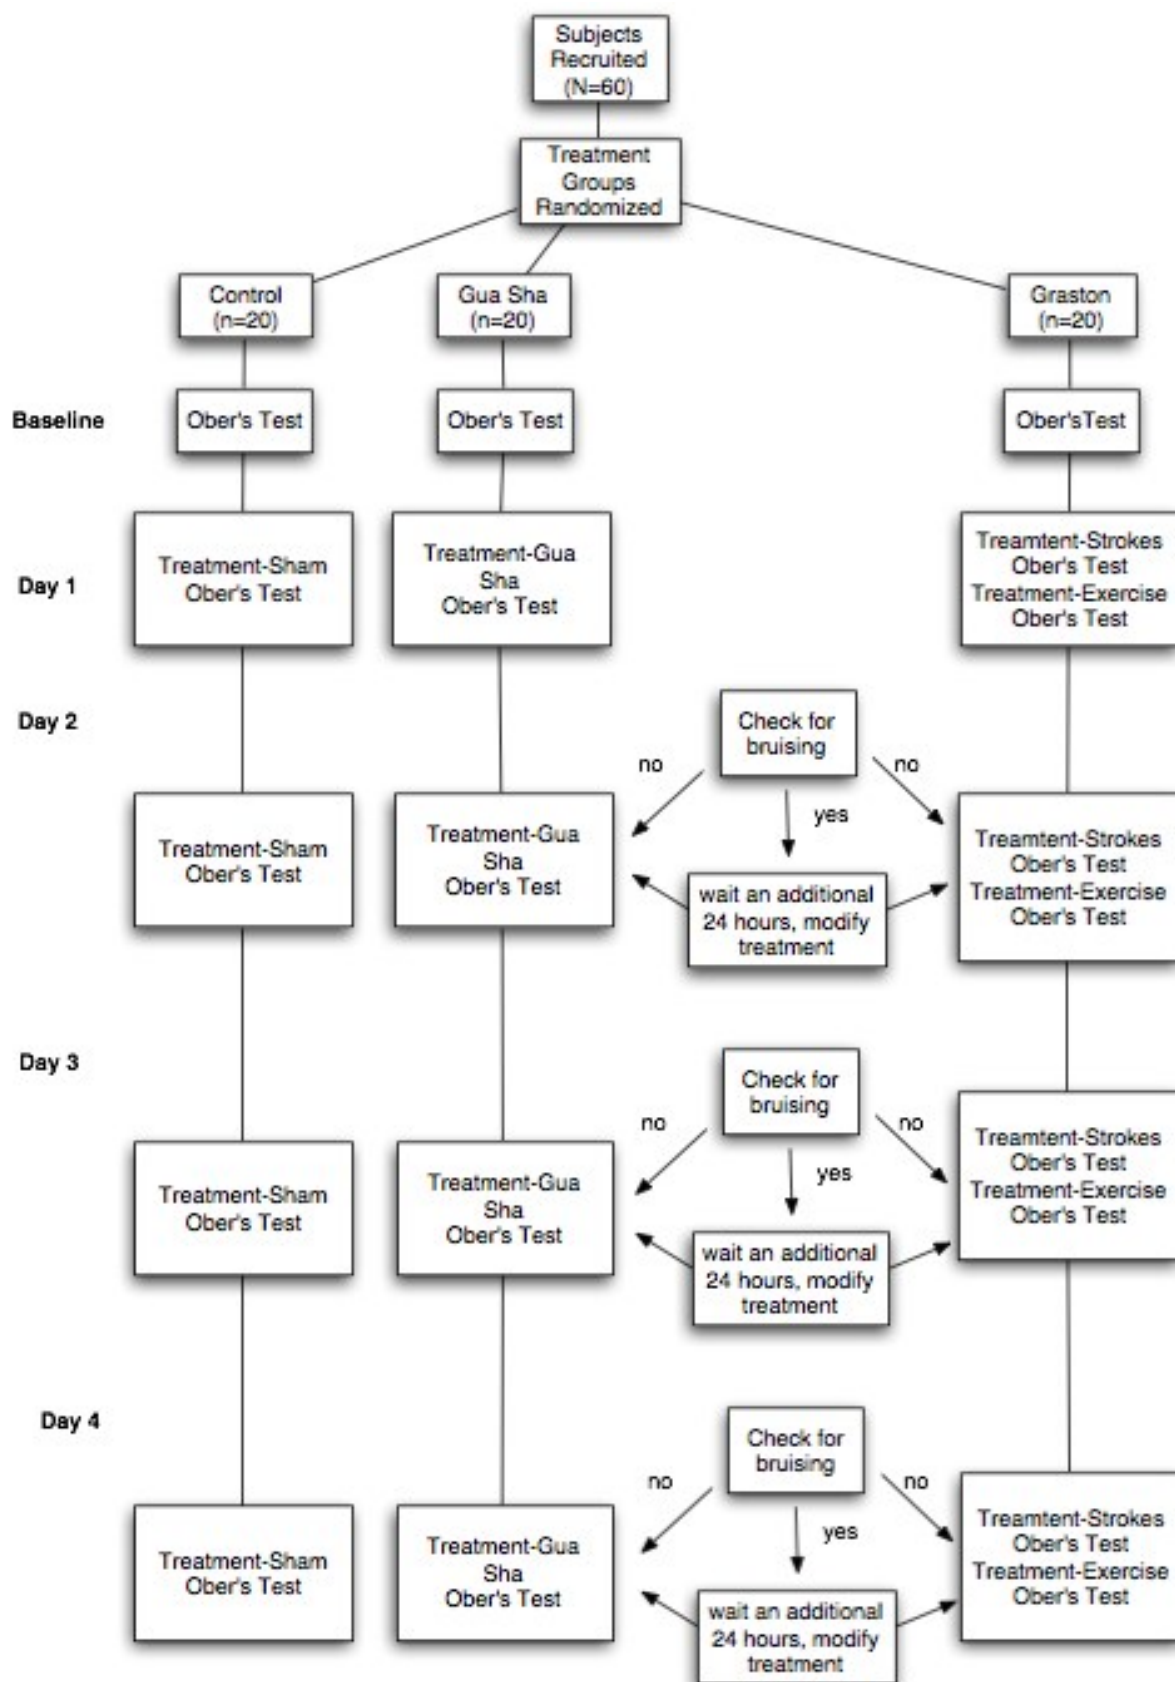 Subjects
Recruited
(N=60)
Treatment
Groups
Randomized
Control
(n=20)
Gua Sha
(n=20)
Graston
(n=20)
Baseline
Ober's Test
Ober's Test
Ober'sTest
Day 1
Treatment-Sham
Ober's Test
Treatment-Gua
Sha
Ober's Test
Treamtent-Strokes
Ober's Test
Treatment-Exercise
Ober's Test
Day 2
Check for
bruising
no
no
yes
Treatment-Sham
Ober's Test
Treatment-Gua
Sha
Ober's Test
wait an additional
24 hours, modify
treatment
Treamtent-Strokes
Ober's Test
Treatment-Exercise
Ober's Test
Day 3
Check for
bruising
no
no
yes
Treatment-Sham
Ober's Test
Treatment-Gua
Sha
Ober's Test
wait an additional
24 hours, modify
treatment
Treamtent-Strokes
Ober's Test
Treatment-Exercise
Ober's Test
Day 4
Check for
bruising
no
no
yes
Treatment-Sham
Ober's Test
Treatment-Gua
Sha
Ober's Test
wait an additional
24 hours, modify
treatment
Treamtent-Strokes
Ober's Test
Treatment-Exercise
Ober's Test